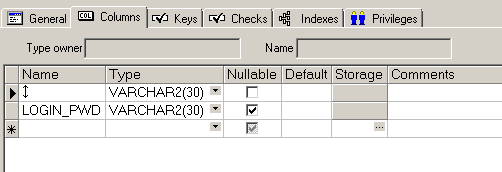 General Columns Keys Checks Indexes Privileges
Type owner Name
Name Type Nullable Default Storage Comments
VARCHAR2(30)
LOGIN_PWD VARCHAR2(30)
*
...